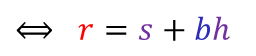 ⇔ r = s + bh